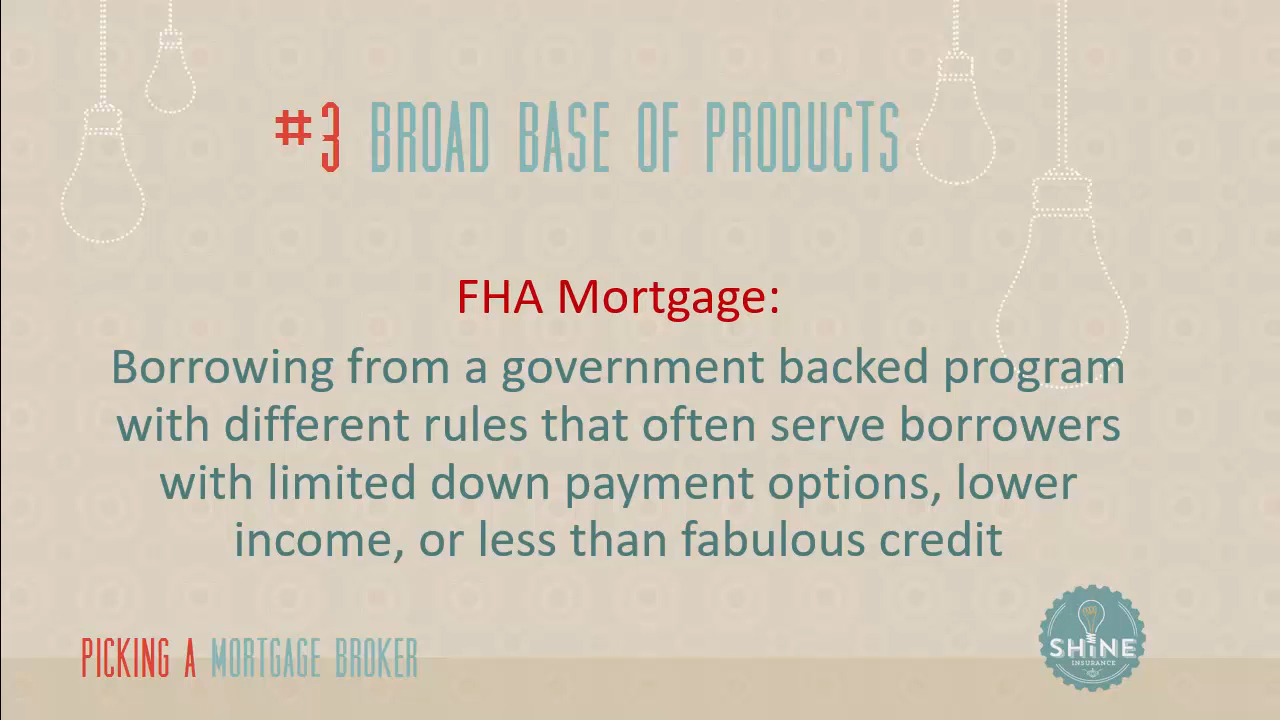 #3 BROAD BASE OF PRODUCTS
FHA Mortgage:
Borrowing from a government backed program
with different rules that often serve borrowers
with limited down payment options, lower
income, or less than fabulous credit
PICKING A MORTGAGE BROKER
SHiNE
INSURANCE